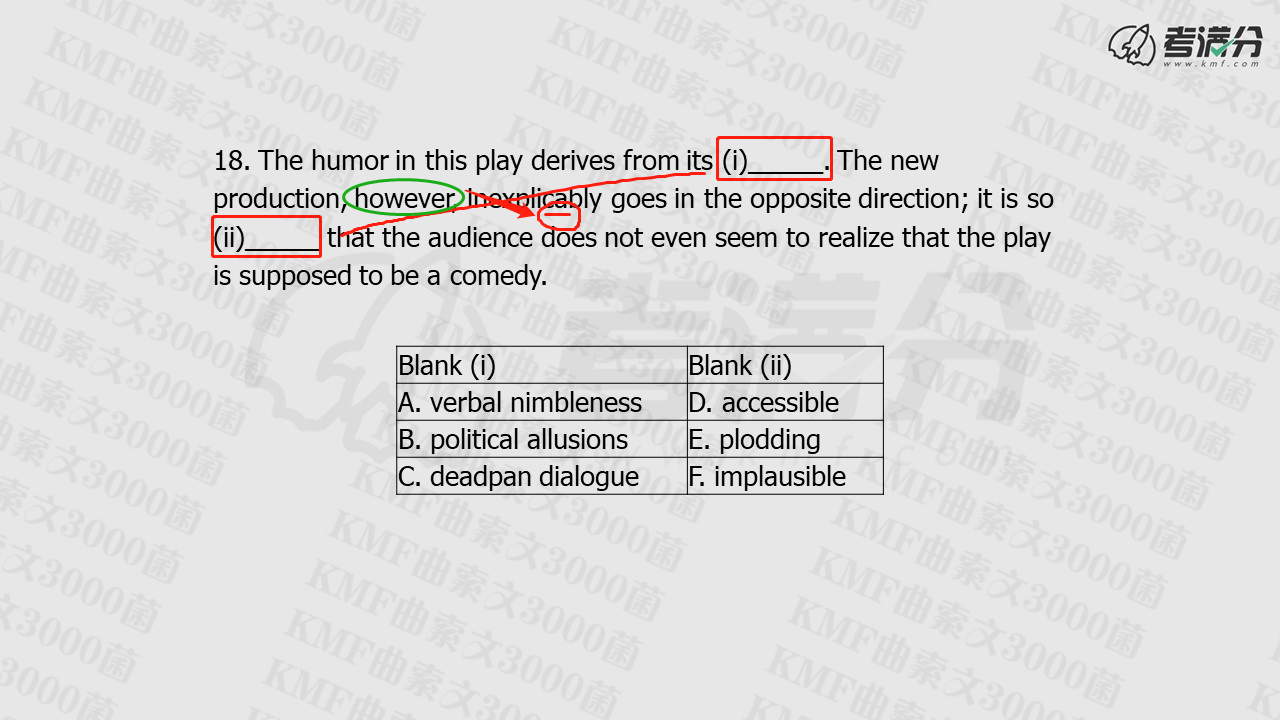 考满分
www.kmf.com
18. The humor in this play derives from its (i)______. The new
production, however, inexplicably goes in the opposite direction; it is so
(ii)______ that the audience does not even seem to realize that the play
is supposed to be a comedy.
Blank (i) Blank (ii)
A. verbal nimbleness D. accessible
B. political allusions E. plodding
C. deadpan dialogue F. implausible
KMF曲索文3000菌